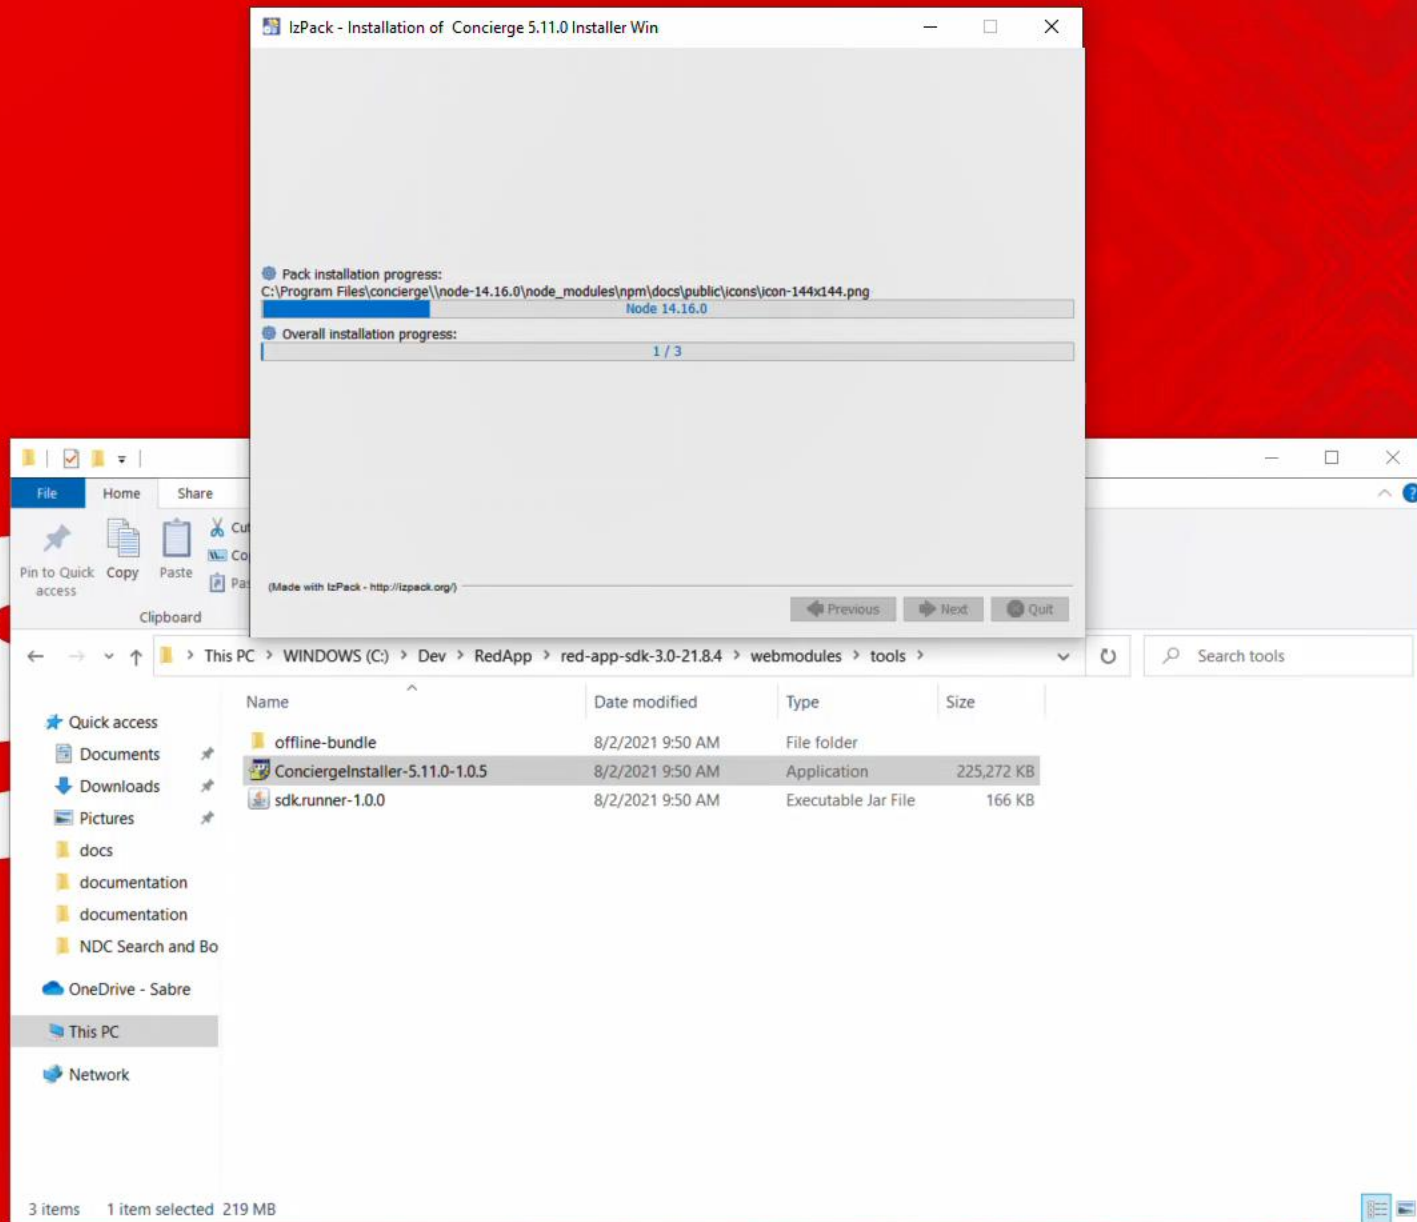 IzPack - Installation of  Concierge 5.11.0 Installer Win
Pack installation progress:
C:\Program Files\concierge\\node-14.16.0\node_modules\npm\docs\public\icons\icon-144x144.png
Node 14.16.0
Overall installation progress:
1 / 3
(Made with IzPack - http://izpack.org/)
Previous
Next
Quit
File
Home
Share
Pin to Quick
access
Copy
Paste
Cut
Co
Pas
Clipboard
This PC > WINDOWS (C:) > Dev > RedApp > red-app-sdk-3.0-21.8.4 > webmodules > tools >
Search tools
Name
Date modified
Type
Size
Quick access
Documents
Downloads
Pictures
docs
documentation
documentation
NDC Search and Bo
OneDrive - Sabre
This PC
Network
offline-bundle 8/2/2021 9:50 AM File folder
ConciergeInstaller-5.11.0-1.0.5 8/2/2021 9:50 AM Application 225,272 KB
sdk.runner-1.0.0 8/2/2021 9:50 AM Executable Jar File 166 KB
3 items
1 item selected 219 MB